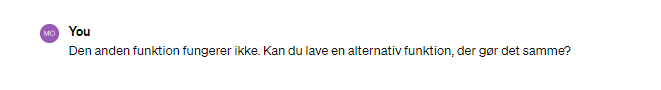 MO
You
Den anden funktion fungerer ikke. Kan du lave en alternativ funktion, der gør det samme?